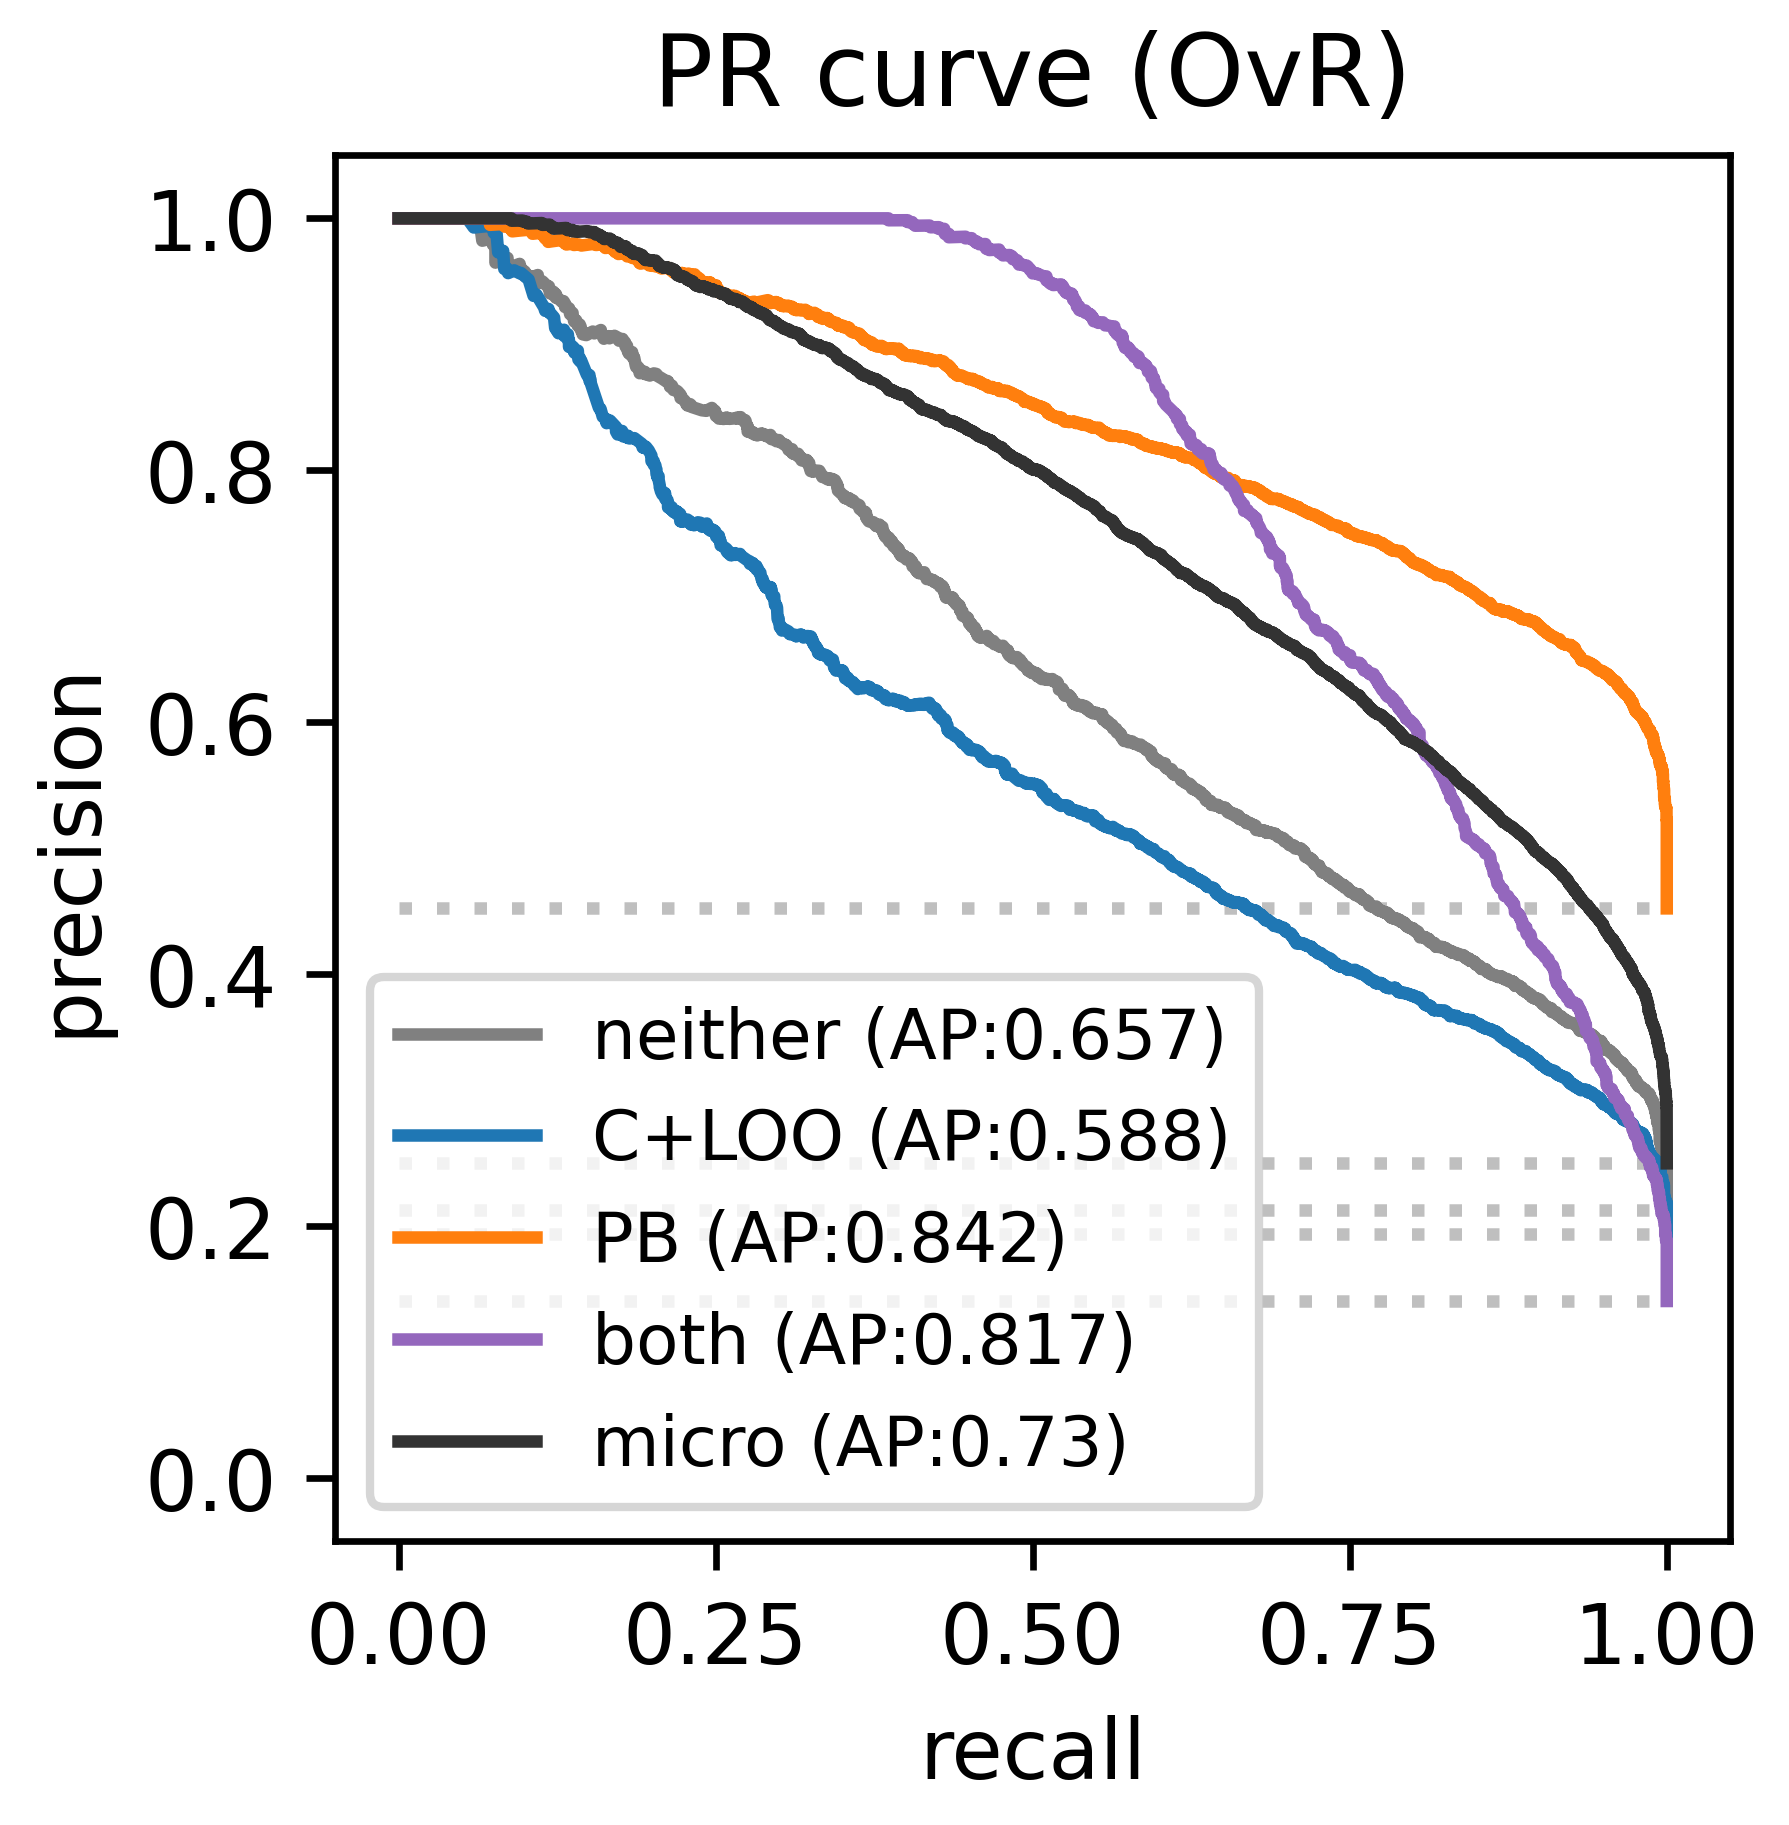 PR curve (OvR)
precision
1.0
0.8
0.6
0.4
0.2
0.0
neither (AP:0.657)
C+LOO (AP:0.588)
PB (AP:0.842)
both (AP:0.817)
micro (AP:0.73)
0.00 0.25 0.50 0.75 1.00
recall